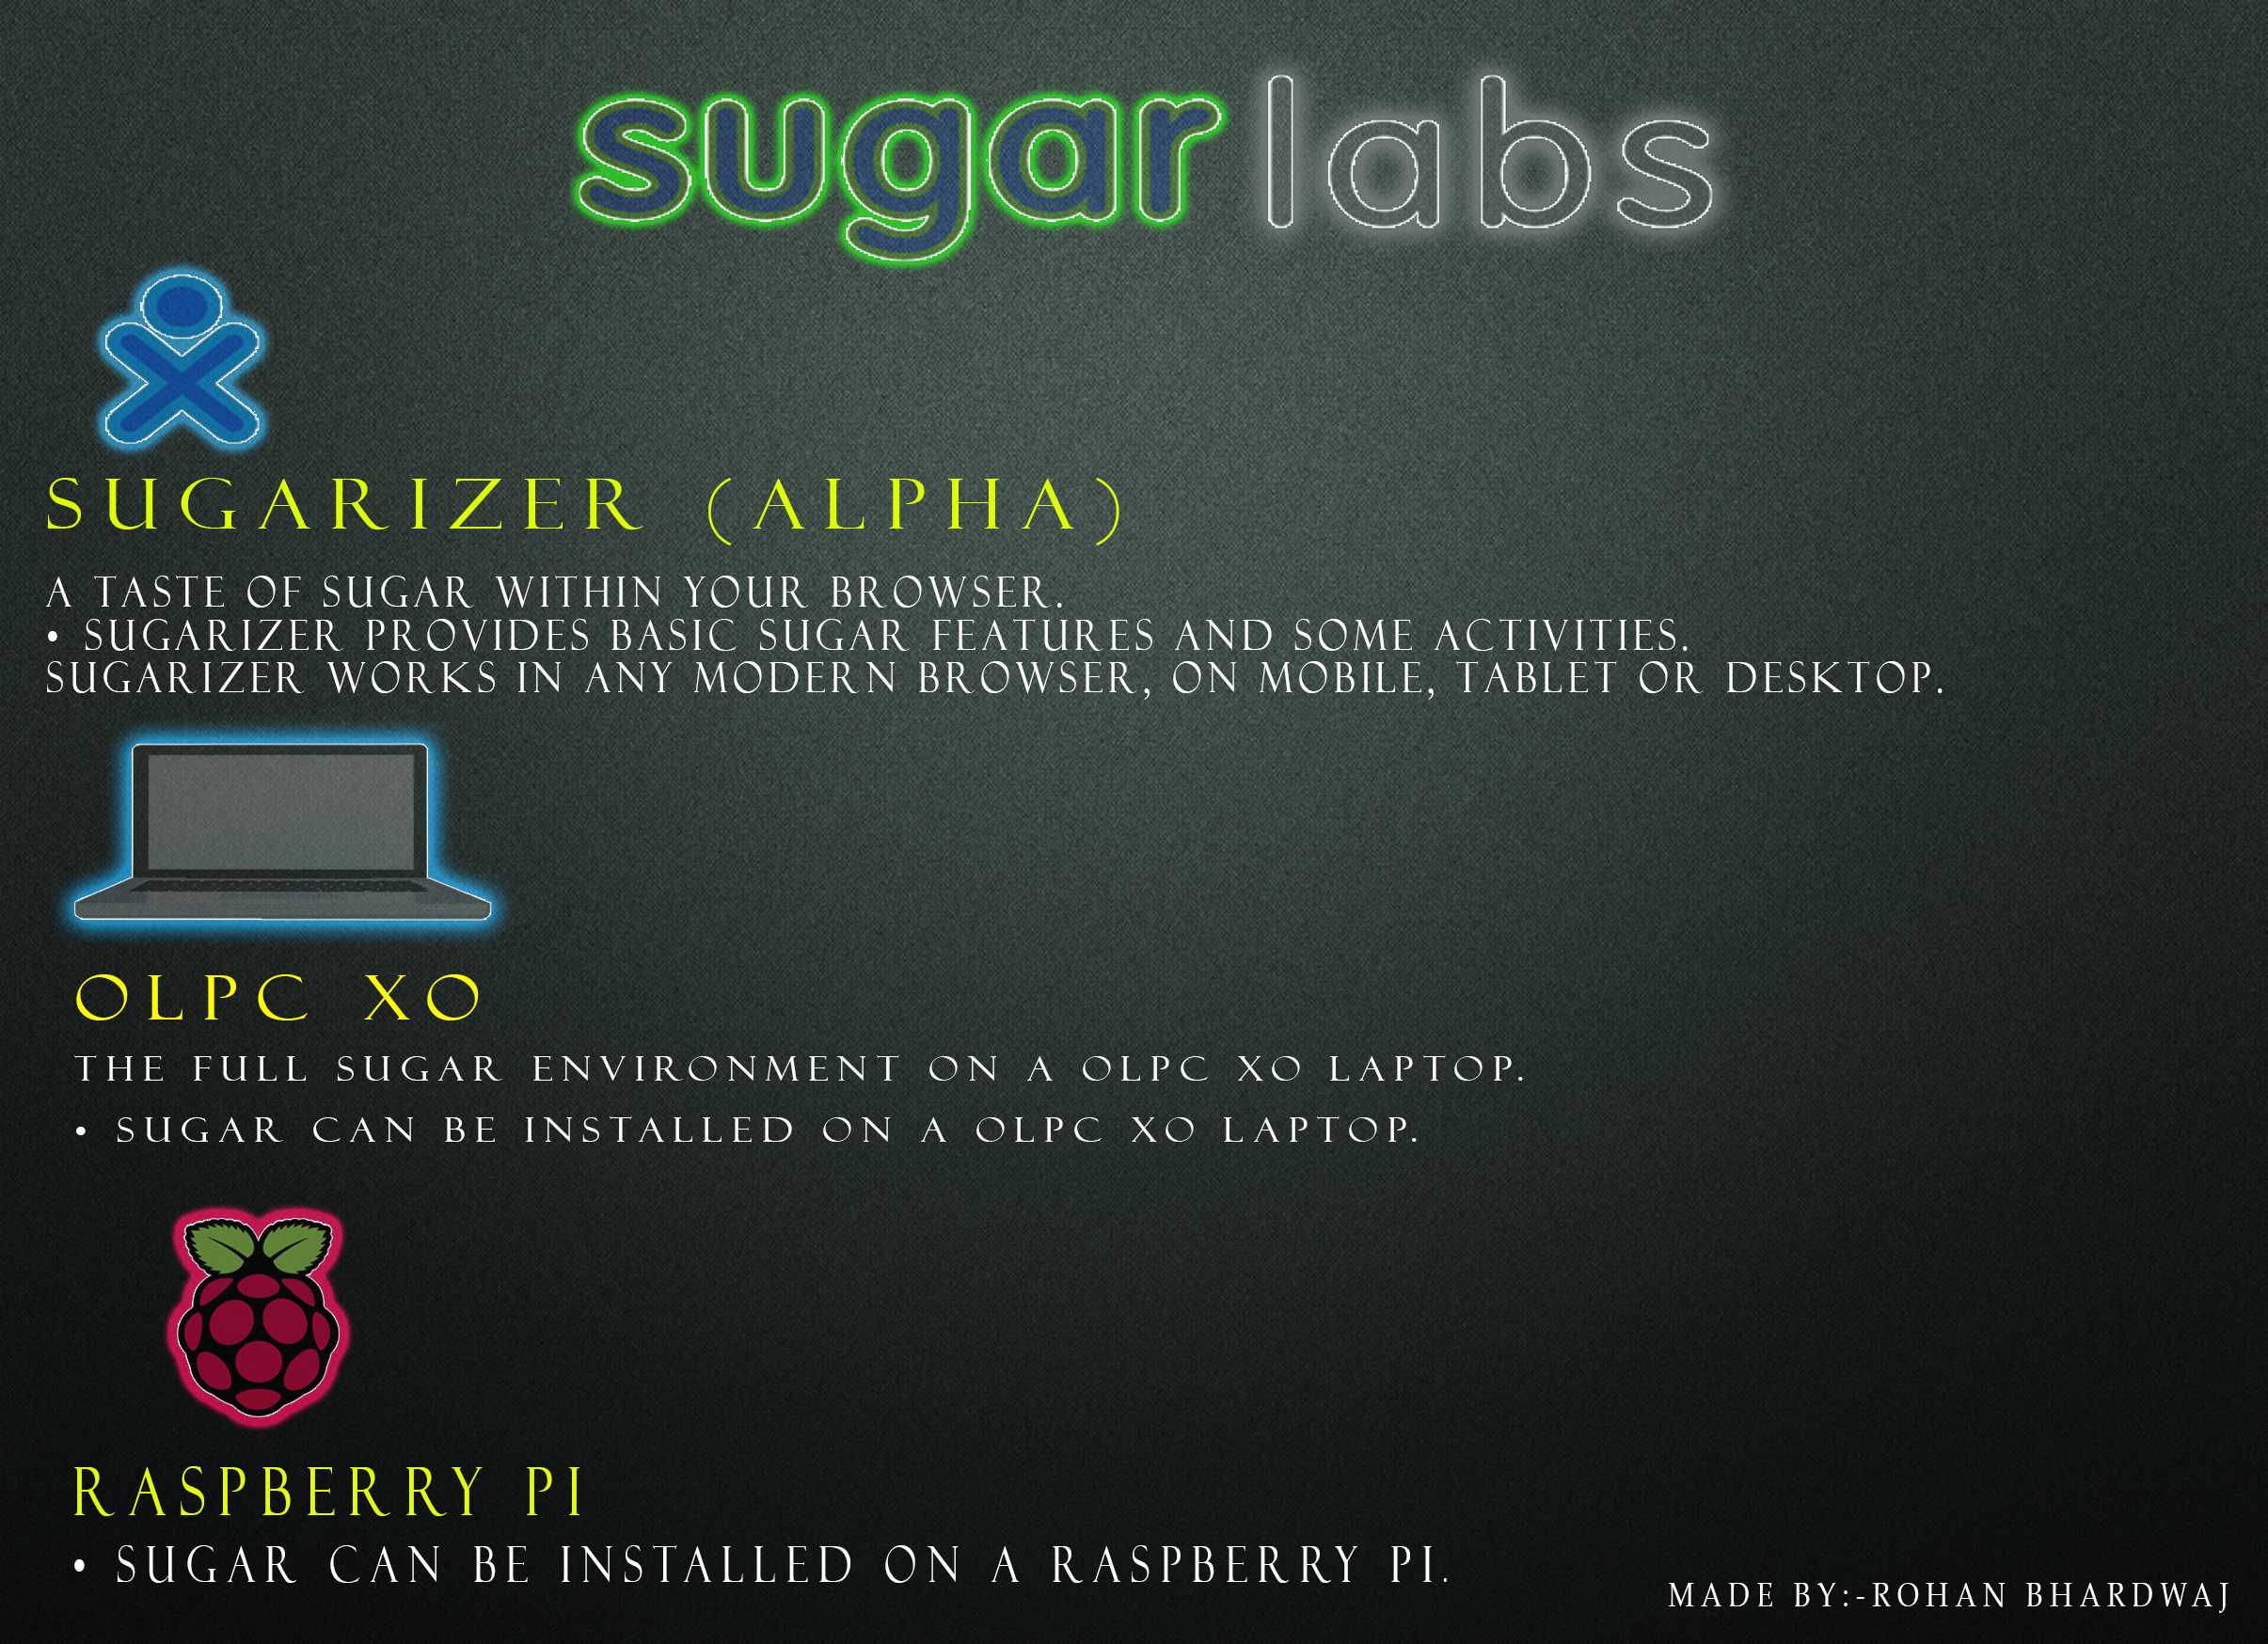 sugar labs
SUGARIZER (ALPHA)
A TASTE OF SUGAR WITHIN YOUR BROWSER.
• SUGARIZER PROVIDES BASIC SUGAR FEATURES AND SOME ACTIVITIES.
SUGARIZER WORKS IN ANY MODERN BROWSER, ON MOBILE, TABLET OR DESKTOP.
OLPC XO
THE FULL SUGAR ENVIRONMENT ON A OLPC XO LAPTOP.
• SUGAR CAN BE INSTALLED ON A OLPC XO LAPTOP.
RASPBERRY PI
• SUGAR CAN BE INSTALLED ON A RASPBERRY PI.
MADE BY:-ROHAN BHARDWAJ